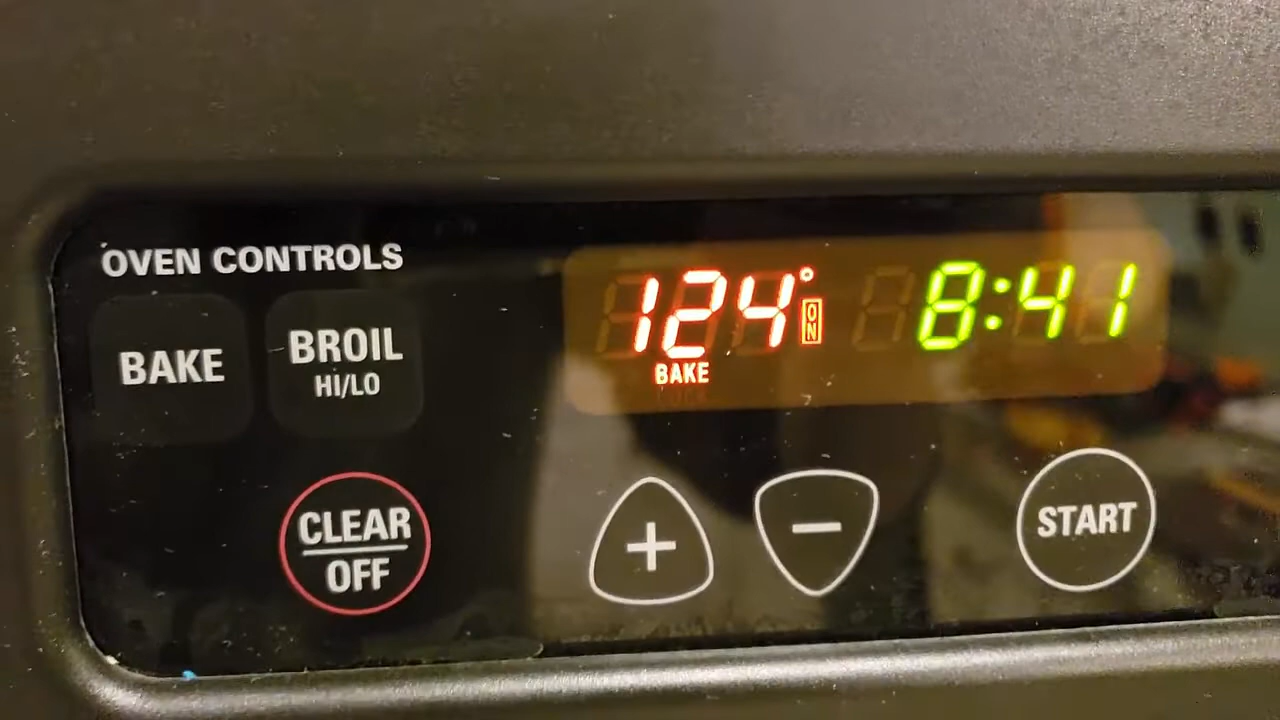 OVEN CONTROLS
BAKE
BROIL
HI/LO
124°
ON
8:41
BAKE
CLEAR
OFF
+
−
START